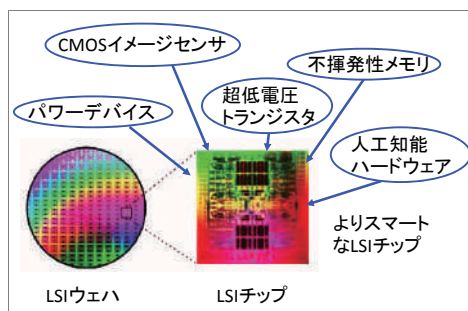 CMOSイメージセンサ
不揮発性メモリ
パワーデバイス
超低電圧
トランジスタ
人工知能
ハードウェア
よりスマート
なLSIチップ
LSIウェハ
LSIチップ